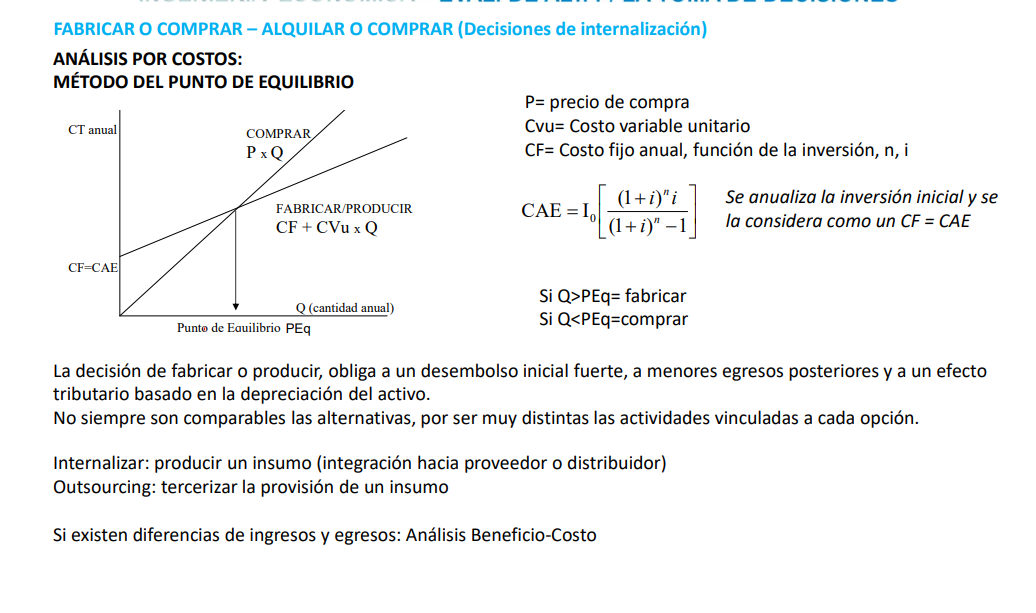 FABRICAR O COMPRAR – ALQUILAR O COMPRAR (Decisiones de internalización)
ANÁLISIS POR COSTOS:
MÉTODO DEL PUNTO DE EQUILIBRIO
CT anual
COMPRAR
P x Q
FABRICAR/PRODUCIR
CF + CVu x Q
CF=CAE
Q (cantidad anual)
Punto de Equilibrio PEq
P= precio de compra
Cvu= Costo variable unitario
CF= Costo fijo anual, función de la inversión, n, i
CAE = I₀[(1+i)ⁿ i / (1+i)ⁿ −1]
Se anualiza la inversión inicial y se
la considera como un CF = CAE
Si Q>PEq= fabricar
Si Q<PEq=comprar
La decisión de fabricar o producir, obliga a un desembolso inicial fuerte, a menores egresos posteriores y a un efecto
tributario basado en la depreciación del activo.
No siempre son comparables las alternativas, por ser muy distintas las actividades vinculadas a cada opción.
Internalizar: producir un insumo (integración hacia proveedor o distribuidor)
Outsourcing: tercerizar la provisión de un insumo
Si existen diferencias de ingresos y egresos: Análisis Beneficio-Costo